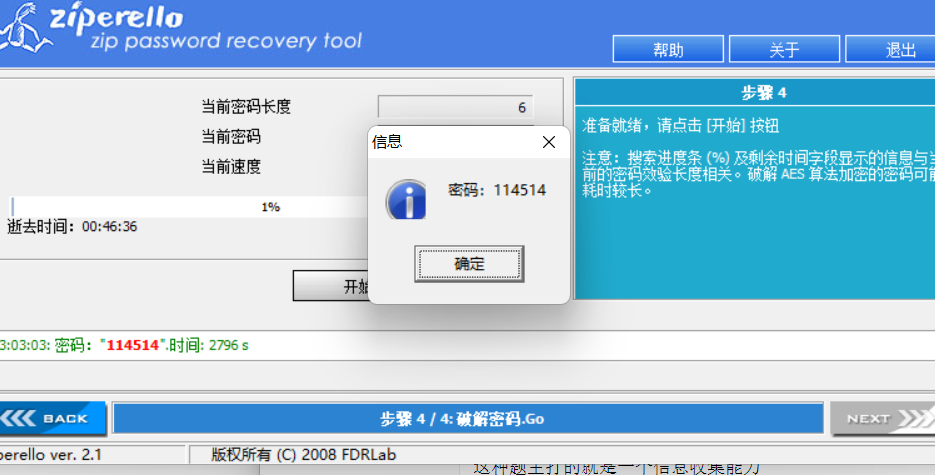 ziperello
zip password recovery tool
帮助
关于
退出
当前密码长度
6
当前密码
当前速度
1%
逝去时间：00:46:36
开始
信息
密码：114514
确定
步骤 4
准备就绪，请点击 [开始] 按钮
注意：搜索进度条 (%) 及剩余时间字段显示的信息与当
前的密码效验长度相关。破解 AES 算法加密的密码可能
耗时较长。
3:03:03: 密码："114514".时间: 2796 s
BACK
步骤 4 / 4: 破解密码.Go
NEXT
perello ver. 2.1
版权所有 (C) 2008 FDRLab
这种题主打的就是一个信息收集能力